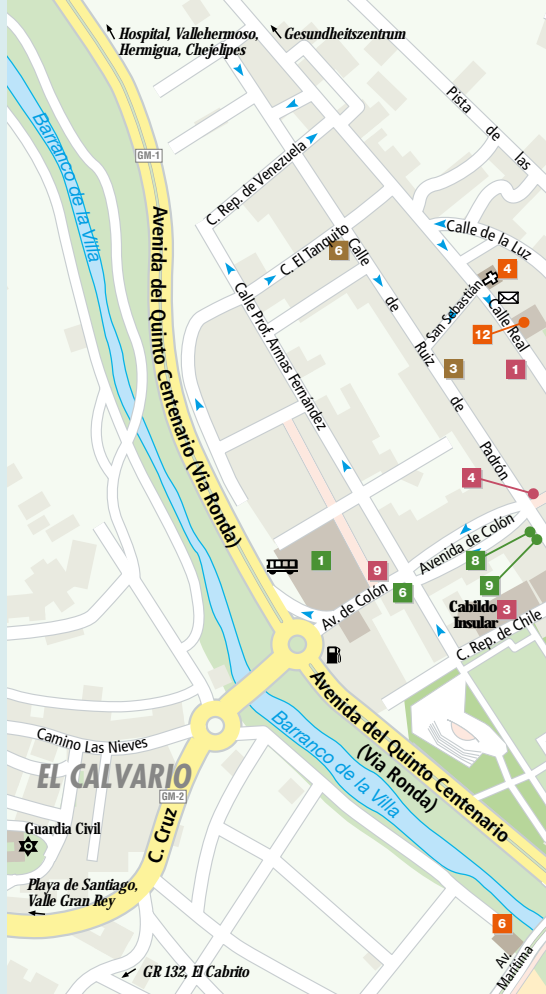 Hospital, Vallehermoso,
Hermigua, Chejelipes
Gesundheitszentrum
Pista de las
Barranco de la Villa
GM-1
C. Rep. de Venezuela
Avenida del Quinto Centenario (Via Ronda)
C. El Tanquito
6
Calle de Ruiz de Padrón
Calle de la Luz
4
San Sebastián
Calle Real
12
1
3
Calle Prof. Armas Fernández
4
Avenida de Colón
8
9
1
9
6
Av. de Colón
Cabildo
Insular
3
C. Rep. de Chile
Avenida del Quinto Centenario
(Via Ronda)
Barranco de la Villa
Camino Las Nieves
EL CALVARIO
GM-2
C. Cruz
Guardia Civil
Playa de Santiago,
Valle Gran Rey
6
Av.
Marítima
GR 132, El Cabrito